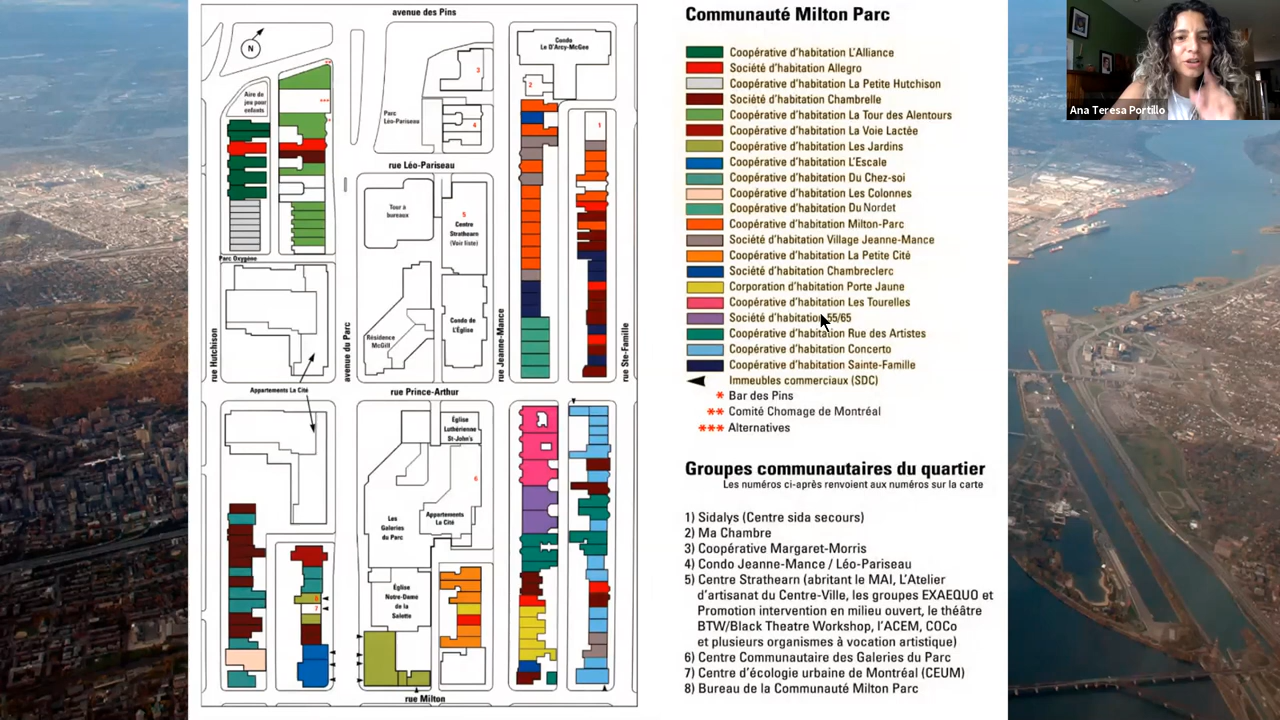 avenue des Pins
N
Condo
Le D'Arcy-McGee
3
2
Aire de
jeu pour
enfants
***
Parc
Léo-Pariseau
4
1
rue Léo-Pariseau
Tour à
bureaux
5
Centre
Strathearn
(Voir liste)
Parc Oxygène
rue Hutchison
avenue du Parc
Résidence
McGill
Condo de
L'Église
rue Jeanne-Mance
rue Ste-Famille
Appartements La Cité
rue Prince-Arthur
Église
Luthérienne
St-John's
6
Les
Galeries
du Parc
Appartements
La Cité
8
7
Église
Notre-Dame
de la
Salette
rue Milton
Communauté Milton Parc
Coopérative d'habitation L'Alliance
Société d'habitation Allegro
Coopérative d'habitation La Petite Hutchison
Société d'habitation Chambrelle
Coopérative d'habitation La Tour des Alentours
Coopérative d'habitation La Voie Lactée
Coopérative d'habitation Les Jardins
Coopérative d'habitation L'Escale
Coopérative d'habitation Du Chez-soi
Coopérative d'habitation Les Colonnes
Coopérative d'habitation Du Nordet
Coopérative d'habitation Milton-Parc
Société d'habitation Village Jeanne-Mance
Coopérative d'habitation La Petite Cité
Société d'habitation Chambreclerc
Corporation d'habitation Porte Jaune
Coopérative d'habitation Les Tourelles
Société d'habitation 55/65
Coopérative d'habitation Rue des Artistes
Coopérative d'habitation Concerto
Coopérative d'habitation Sainte-Famille
Immeubles commerciaux (SDC)
* Bar des Pins
** Comité Chomage de Montréal
*** Alternatives
Groupes communautaires du quartier
Les numéros ci-après renvoient aux numéros sur la carte
1) Sidalys (Centre sida secours)
2) Ma Chambre
3) Coopérative Margaret-Morris
4) Condo Jeanne-Mance / Léo-Pariseau
5) Centre Strathearn (abritant le MAI, L'Atelier
d'artisanat du Centre-Ville, les groupes EXAEQUO et
Promotion intervention en milieu ouvert, le théâtre
BTW/Black Theatre Workshop, l'ACEM, COCo
et plusieurs organismes à vocation artistique)
6) Centre Communautaire des Galeries du Parc
7) Centre d'écologie urbaine de Montréal (CEUM)
8) Bureau de la Communauté Milton Parc
Ana Teresa Portillo